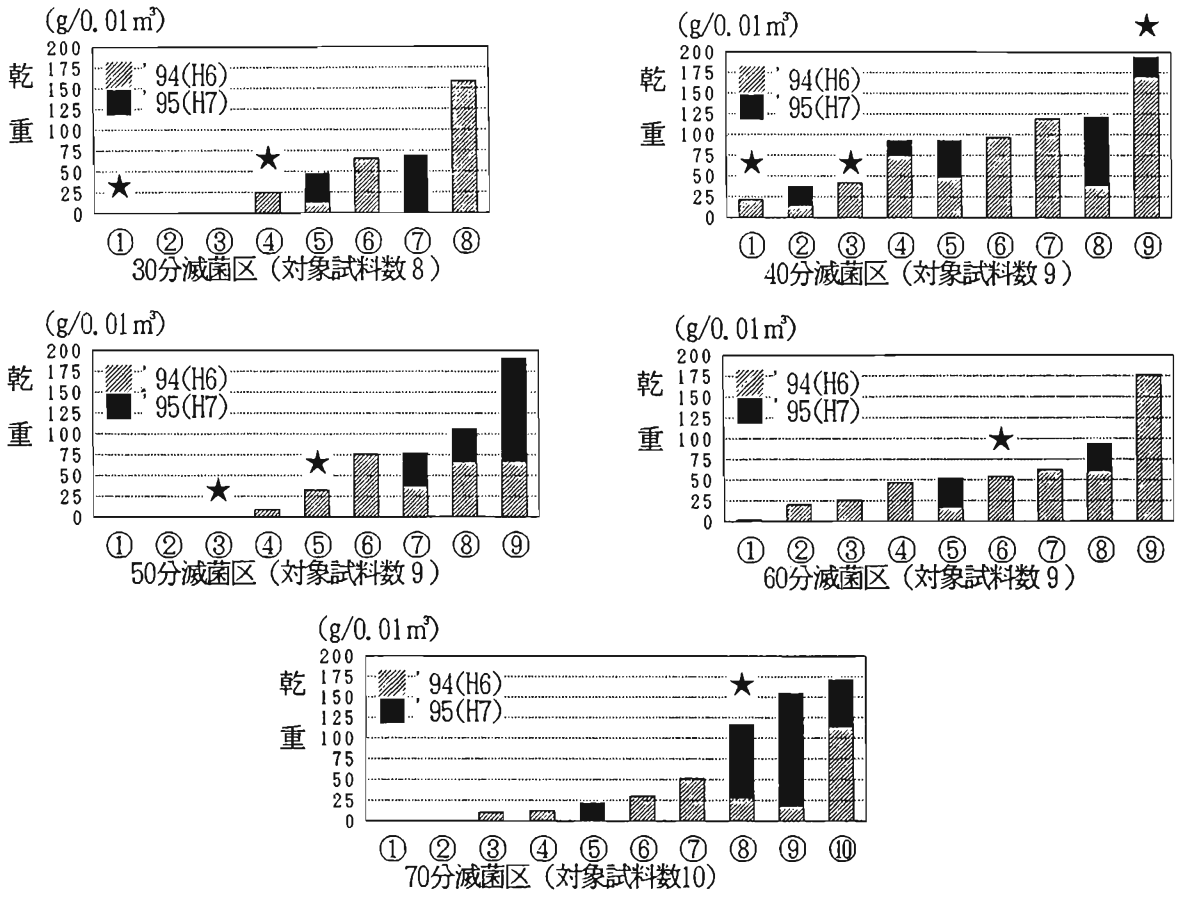 (g/0.01m³)
乾重
200
175
150
125
100
75
50
25
0
'94(H6)
'95(H7)
★ ★
① ② ③ ④ ⑤ ⑥ ⑦ ⑧
30分滅菌区(対象試料数8)
(g/0.01m³)
乾重
200
175
150
125
100
75
50
25
0
'94(H6)
'95(H7)
★ ★ ★
① ② ③ ④ ⑤ ⑥ ⑦ ⑧ ⑨
40分滅菌区(対象試料数9)
(g/0.01m³)
乾重
200
175
150
125
100
75
50
25
0
'94(H6)
'95(H7)
★ ★
① ② ③ ④ ⑤ ⑥ ⑦ ⑧ ⑨
50分滅菌区(対象試料数9)
(g/0.01m³)
乾重
200
175
150
125
100
75
50
25
0
'94(H6)
'95(H7)
★
① ② ③ ④ ⑤ ⑥ ⑦ ⑧ ⑨
60分滅菌区(対象試料数9)
(g/0.01m³)
乾重
200
175
150
125
100
75
50
25
0
'94(H6)
'95(H7)
★
① ② ③ ④ ⑤ ⑥ ⑦ ⑧ ⑨ ⑩
70分滅菌区(対象試料数10)